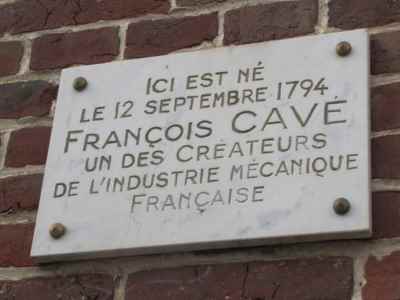 ICI EST NÉ
LE 12 SEPTEMBRE 1794
FRANÇOIS CAVÉ
UN DES CRÉATEURS
DE L'INDUSTRIE MÉCANIQUE
FRANÇAISE